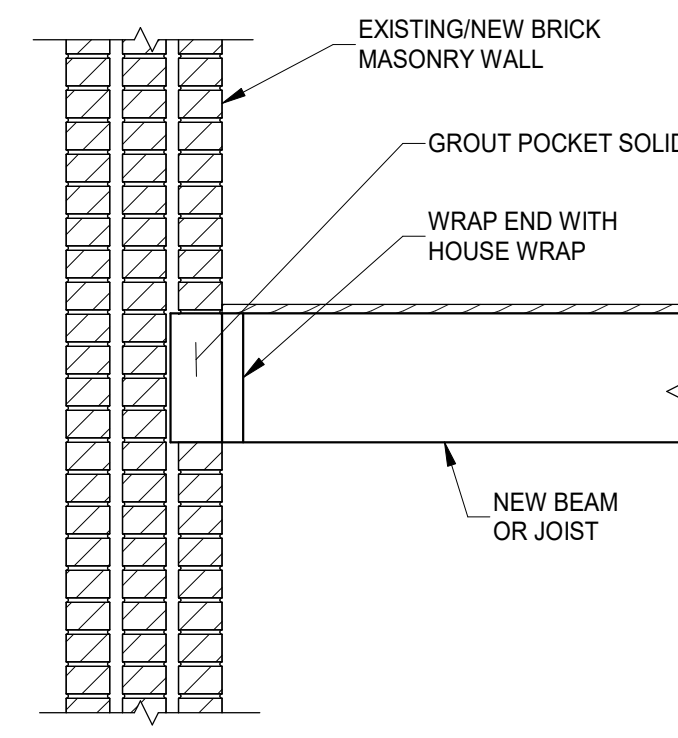 EXISTING/NEW BRICK
MASONRY WALL
GROUT POCKET SOLID
WRAP END WITH
HOUSE WRAP
NEW BEAM
OR JOIST